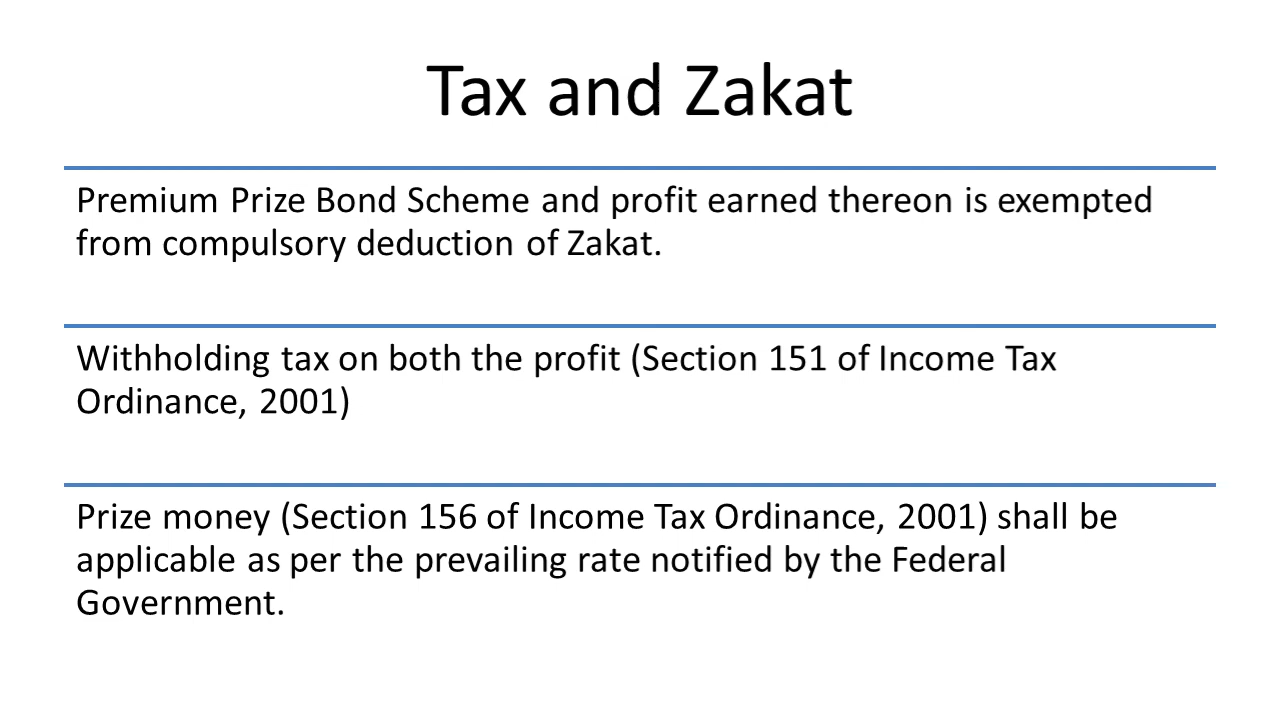 Tax and Zakat
Premium Prize Bond Scheme and profit earned thereon is exempted
from compulsory deduction of Zakat.
Withholding tax on both the profit (Section 151 of Income Tax
Ordinance, 2001)
Prize money (Section 156 of Income Tax Ordinance, 2001) shall be
applicable as per the prevailing rate notified by the Federal
Government.